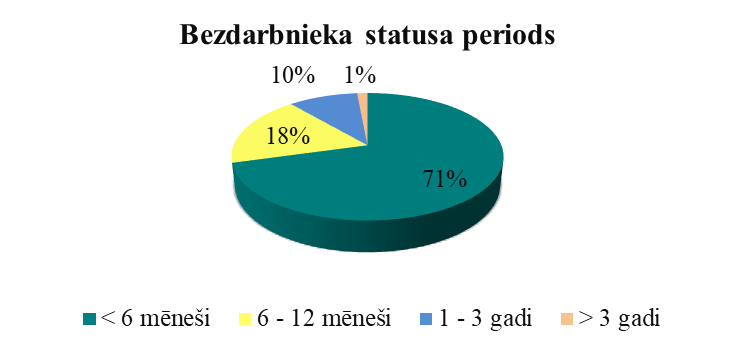 Bezdarbnieka statusa periods
10% 1%
18%
71%
< 6 mēneši 6 - 12 mēneši 1 - 3 gadi > 3 gadi